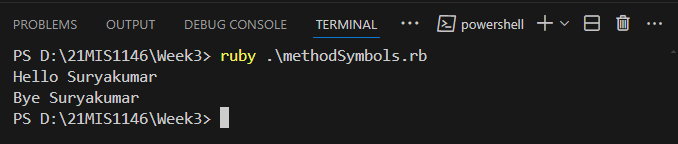 PROBLEMS OUTPUT DEBUG CONSOLE TERMINAL ... powershell
PS D:\21MIS1146\Week3> ruby .\methodSymbols.rb
Hello Suryakumar
Bye Suryakumar
PS D:\21MIS1146\Week3>